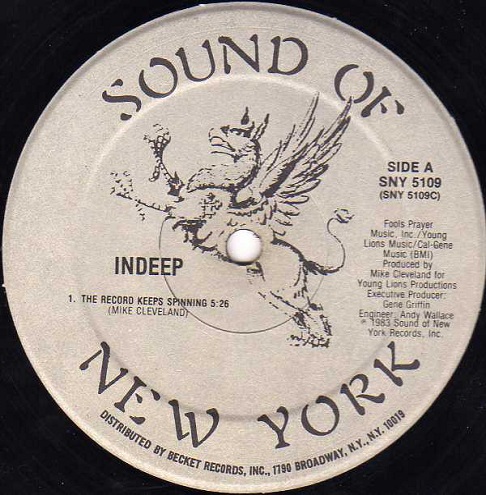 SOUND OF
SIDE A
SNY 5109
(SNY 5109C)
Fools Prayer
Music, Inc./Young
Lions Music/Cal-Gene
Music (BMI)
Produced by
Mike Cleveland for
Young Lions Productions
Executive Producer:
Gene Griffin
Engineer: Andy Wallace
℗ 1983 Sound of New
York Records, Inc.
INDEEP
1. THE RECORD KEEPS SPINNING 5:26
(MIKE CLEVELAND)
NEW YORK
DISTRIBUTED BY BECKET RECORDS, INC., 1790 BROADWAY, N.Y., N.Y. 10019